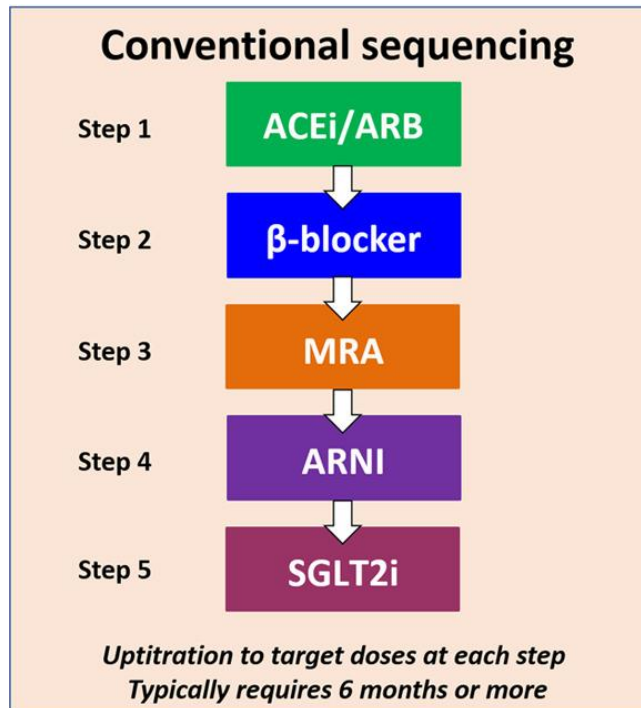 Conventional sequencing
Step 1 ACEi/ARB
Step 2 β-blocker
Step 3 MRA
Step 4 ARNI
Step 5 SGLT2i
Uptitration to target doses at each step
Typically requires 6 months or more